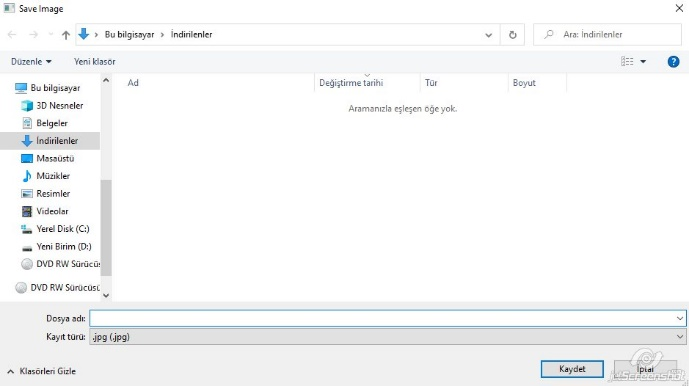 Save Image
Bu bilgisayar > İndirilenler
Ara: İndirilenler
Düzenle
Yeni klasör
?
Bu bilgisayar
3D Nesneler
Belgeler
İndirilenler
Masaüstü
Müzikler
Resimler
Videolar
Yerel Disk (C:)
Yeni Birim (D:)
DVD RW Sürücüsü
DVD RW Sürücüsü
Ad
Değiştirme tarihi
Tür
Boyut
Aramanızla eşleşen öğe yok.
Dosya adı:
Kayıt türü:
.jpg (.jpg)
Klasörleri Gizle
Kaydet
İptal